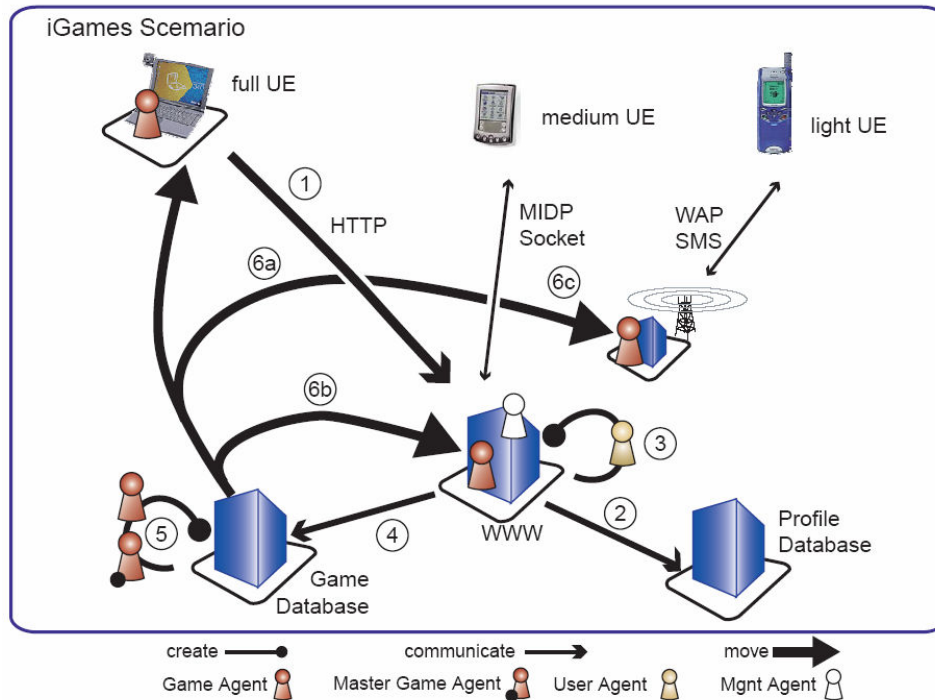 iGames Scemario
full UE
medium UE
light UE
1
HTTP
MIDP
Socket
WAP
SMS
6a
6c
6b
3
5
4
WWW
2
Profile
Database
Game
Database
create
communicate
move
Game Agent
Master Game Agent
User Agent
Mgnt Agent